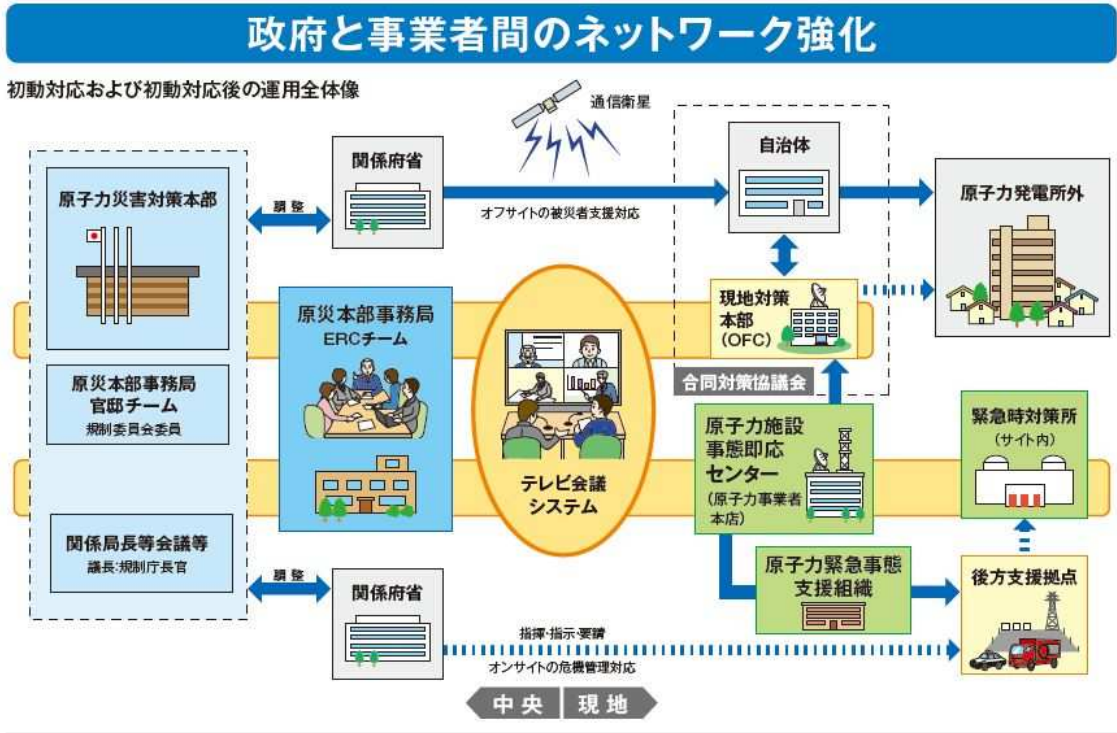 政府と事業者間のネットワーク強化
初動対応および初動対応後の運用全体像
通信衛星
原子力災害対策本部
調整
関係府省
オフサイトの被災者支援対応
自治体
原子力発電所外
原災本部事務局
ERCチーム
現地対策
本部
(OFC)
合同対策協議会
原災本部事務局
官邸チーム
規制委員会委員
テレビ会議
システム
原子力施設
事態即応
センター
(原子力事業者
本店)
緊急時対策所
(サイト内)
関係局長等会議等
議長:規制庁長官
調整
関係府省
原子力緊急事態
支援組織
後方支援拠点
指揮・指示・要請
オンサイトの危機管理対応
中央 現地